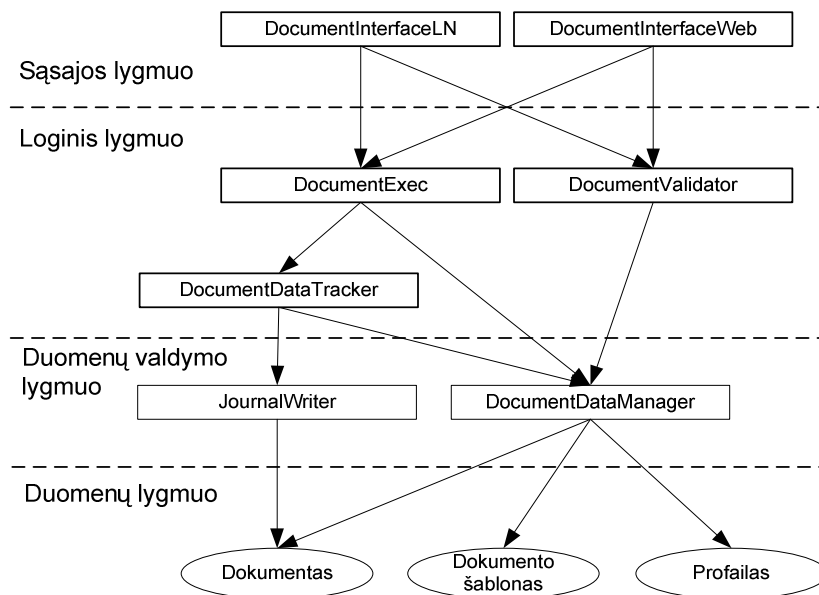 DocumentInterfaceLN
DocumentInterfaceWeb
Sąsajos lygmuo
Loginis lygmuo
DocumentExec
DocumentValidator
DocumentDataTracker
Duomenų valdymo
lygmuo
JournalWriter
DocumentDataManager
Duomenų lygmuo
Dokumentas
Dokumento
šablonas
Profailas